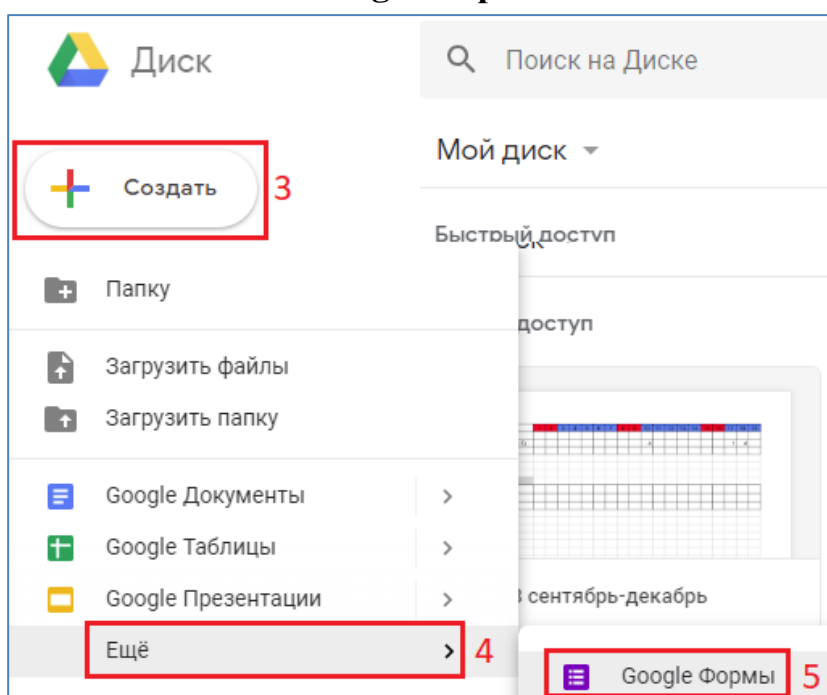 Диск
Поиск на Диске
Мой диск
Создать 3
Быстрый доступ
Папку
доступ
Загрузить файлы
Загрузить папку
Google Документы
Google Таблицы
Google Презентации
сентябрь-декабрь
Ещё 4
Google Формы 5